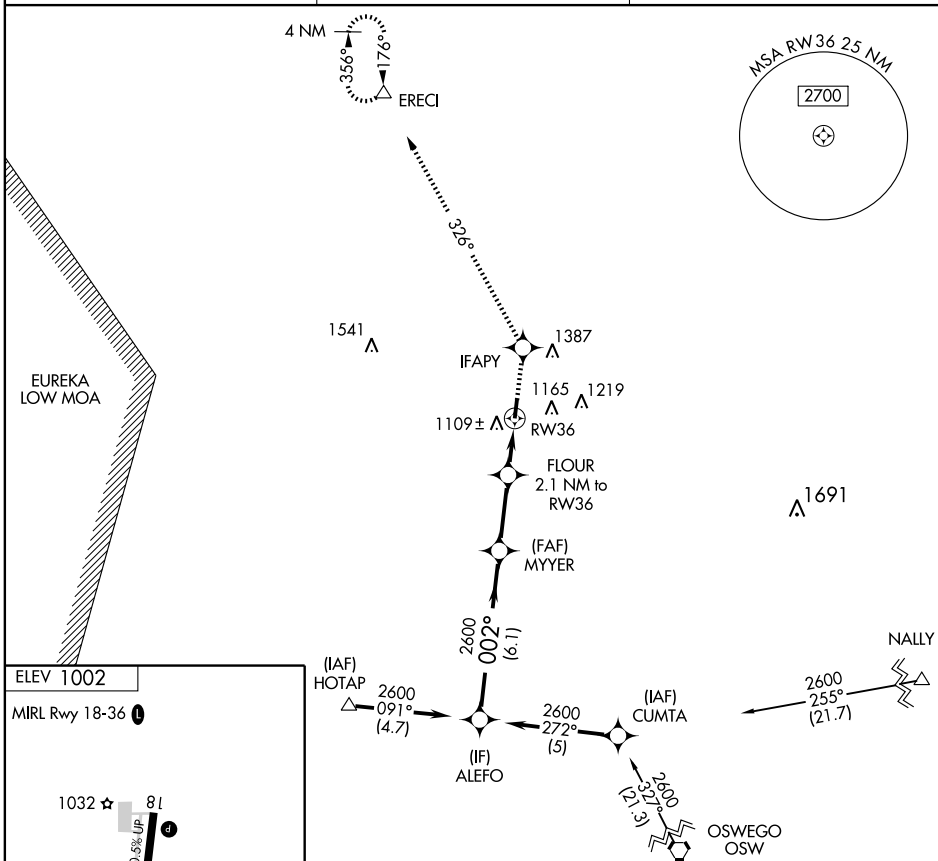 4 NM
356°
176°
ERECI
MSA RW36 25 NM
2700
326°
1541
IFAPY
1387
EUREKA
LOW MOA
1165
1219
1109±
RW36
FLOUR
2.1 NM to
RW36
1691
(FAF)
MYYER
2600
002°
(6.1)
NALLY
2600
255°
(21.7)
(IAF)
HOTAP
2600
091°
(4.7)
(IF)
ALEFO
2600
272°
(5)
(IAF)
CUMTA
2600
327°
(21.3)
OSWEGO
OSW
ELEV 1002
MIRL Rwy 18-36 L
1032
18
P
0.5% UP